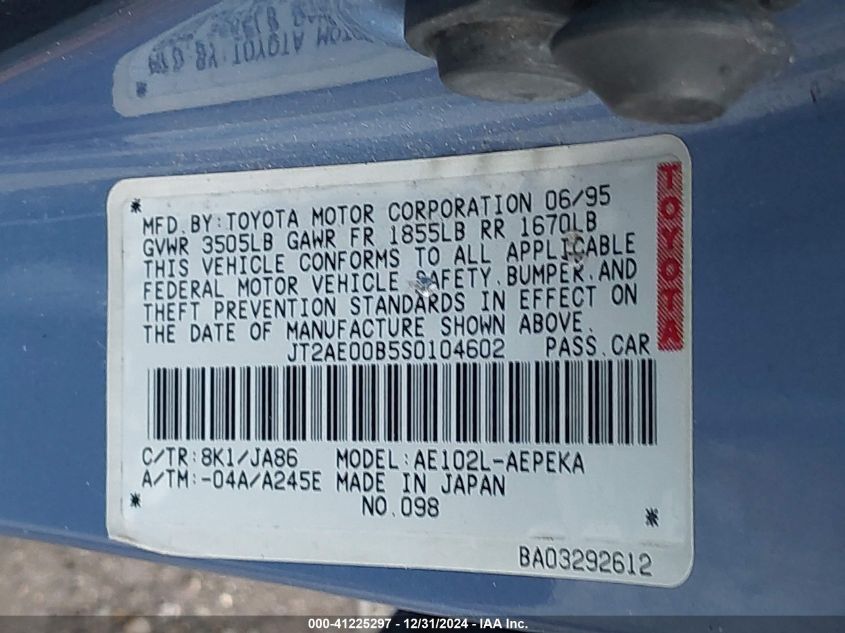 MFD. BY: TOYOTA MOTOR CORPORATION 06/95
GVWR 3505LB GAWR FR 1855LB RR 1670LB
THIS VEHICLE CONFORMS TO ALL APPLICABLE
FEDERAL MOTOR VEHICLE SAFETY, BUMPER, AND
THEFT PREVENTION STANDARDS IN EFFECT ON
THE DATE OF MANUFACTURE SHOWN ABOVE.
JT2AE00B5S0104602 PASS. CAR
TOYOTA
C/TR: 8K1/JA86 MODEL: AE102L-AEPEKA
A/TM: -04A/A245E MADE IN JAPAN
NO. 098
BA03292612
000-41225297 - 12/31/2024 - IAA Inc.